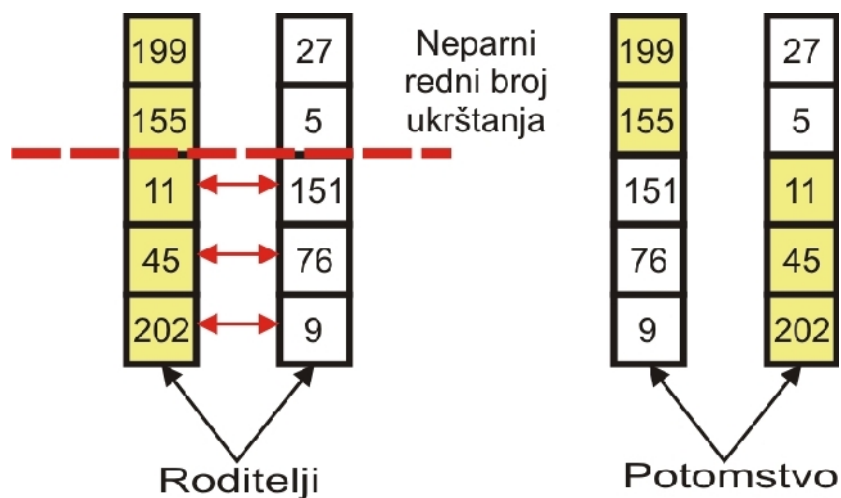 199 27
155 5
11 151
45 76
202 9
Roditelji
Neparni
redni broj
ukrštanja
199 27
155 5
151 11
76 45
9 202
Potomstvo